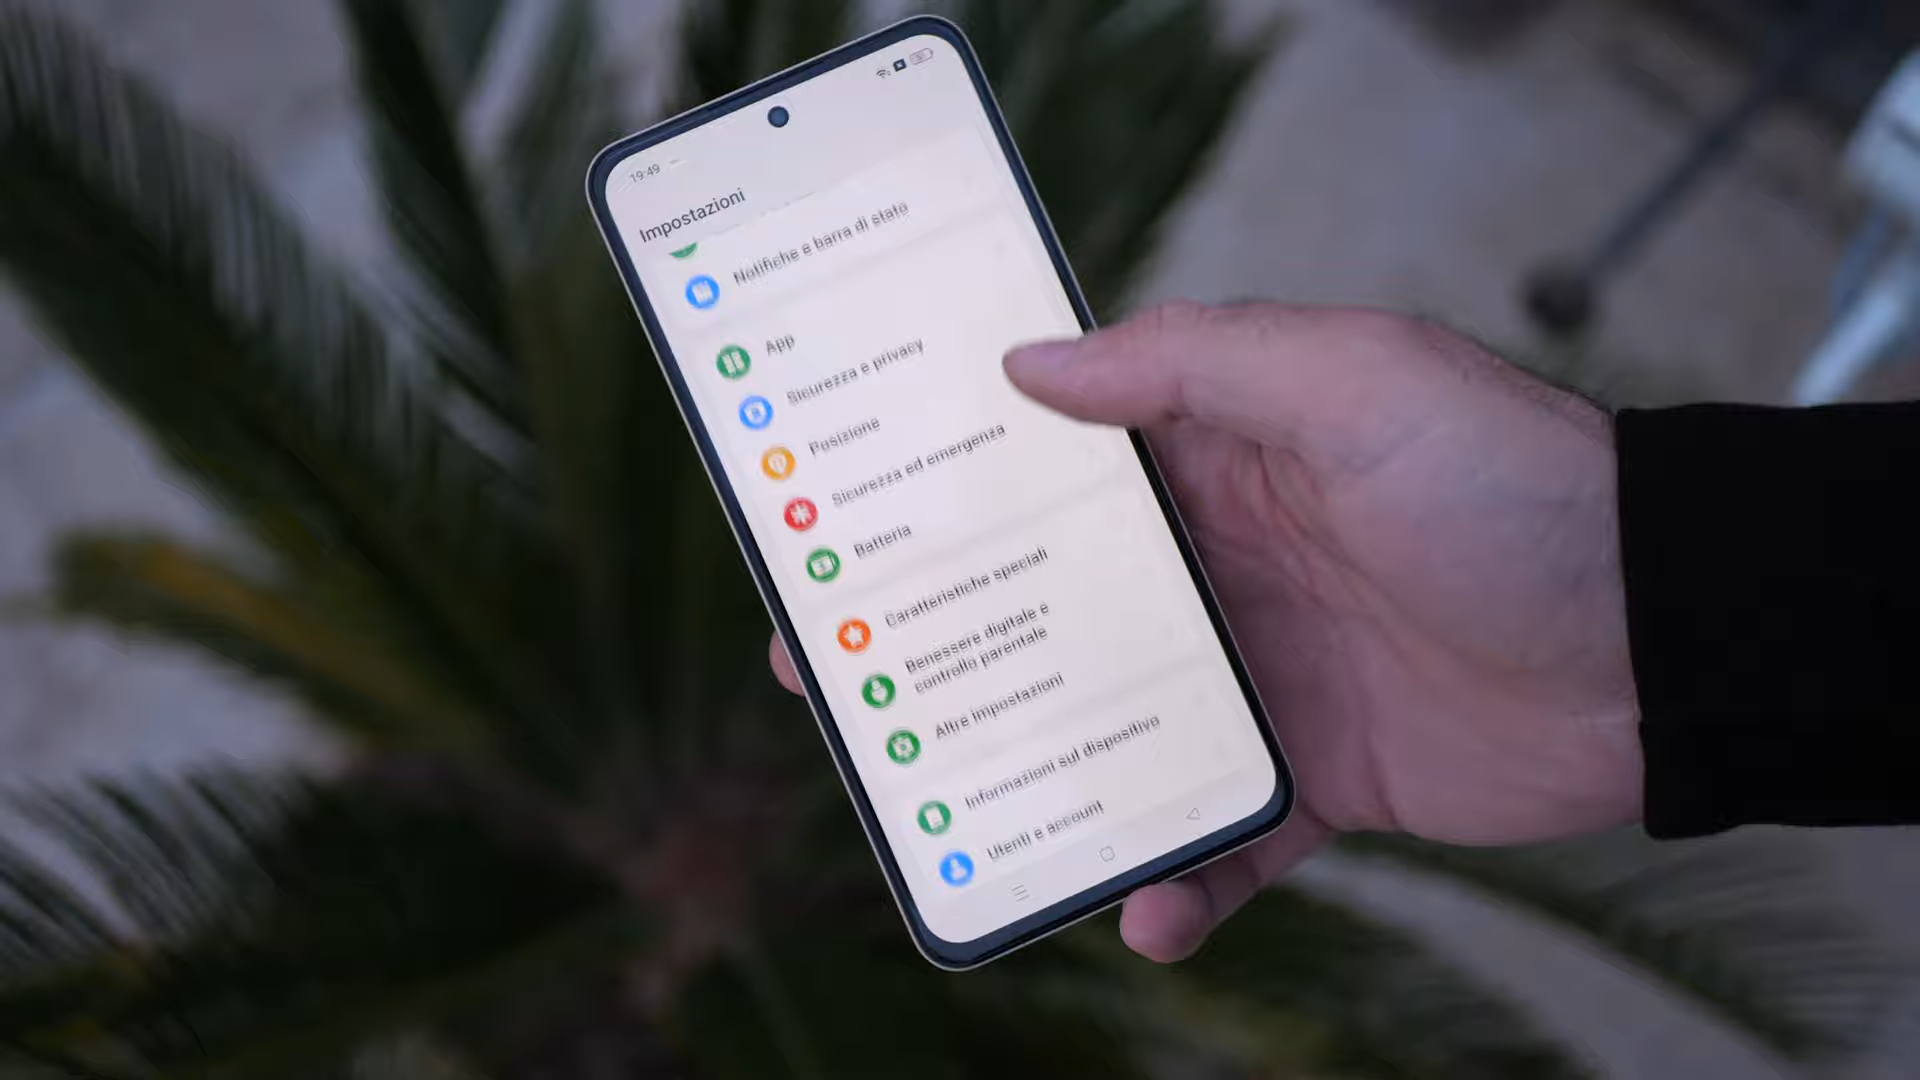 19:49
Impostazioni
Notifiche e barra di stato
App
Sicurezza e privacy
Posizione
Sicurezza ed emergenza
Batteria
Caratteristiche speciali
Benessere digitale e
controllo parentale
Altre impostazioni
Informazioni sul dispositivo
Utenti e account